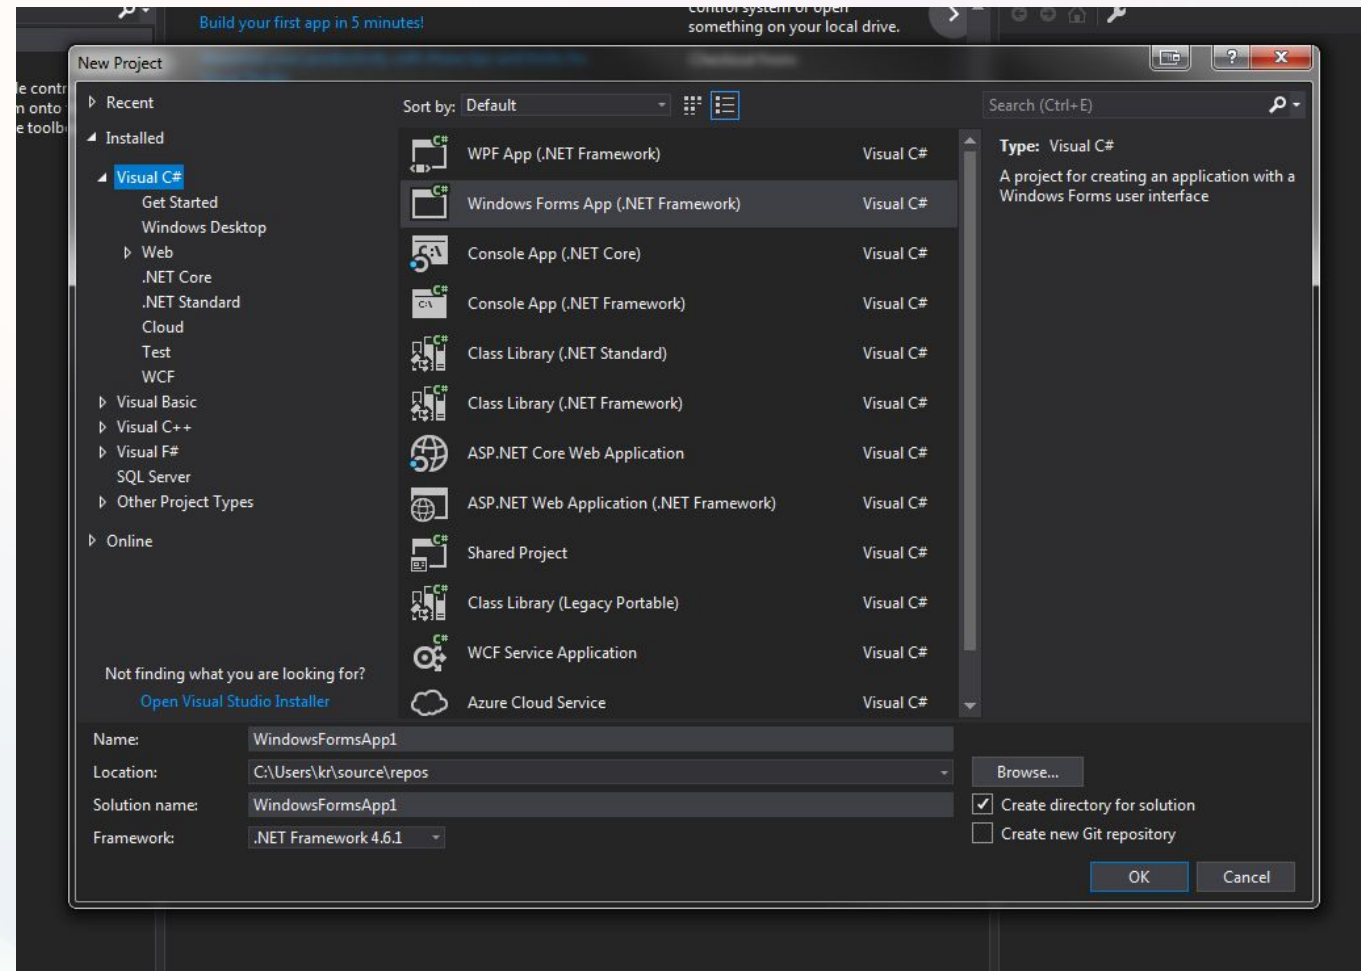 Build your first app in 5 minutes!
control system or open
something on your local drive.
New Project
? X
le contr
n onto
e toolb
Recent
Installed
Visual C#
Get Started
Windows Desktop
Web
.NET Core
.NET Standard
Cloud
Test
WCF
Visual Basic
Visual C++
Visual F#
SQL Server
Other Project Types
Online
Not finding what you are looking for?
Open Visual Studio Installer
Sort by: Default
WPF App (.NET Framework) Visual C#
Windows Forms App (.NET Framework) Visual C#
Console App (.NET Core) Visual C#
Console App (.NET Framework) Visual C#
Class Library (.NET Standard) Visual C#
Class Library (.NET Framework) Visual C#
ASP.NET Core Web Application Visual C#
ASP.NET Web Application (.NET Framework) Visual C#
Shared Project Visual C#
Class Library (Legacy Portable) Visual C#
WCF Service Application Visual C#
Azure Cloud Service Visual C#
Search (Ctrl+E)
Type: Visual C#
A project for creating an application with a
Windows Forms user interface
Name: WindowsFormsApp1
Location: C:\Users\kr\source\repos
Browse...
Solution name: WindowsFormsApp1
Create directory for solution
Framework: .NET Framework 4.6.1
Create new Git repository
OK Cancel